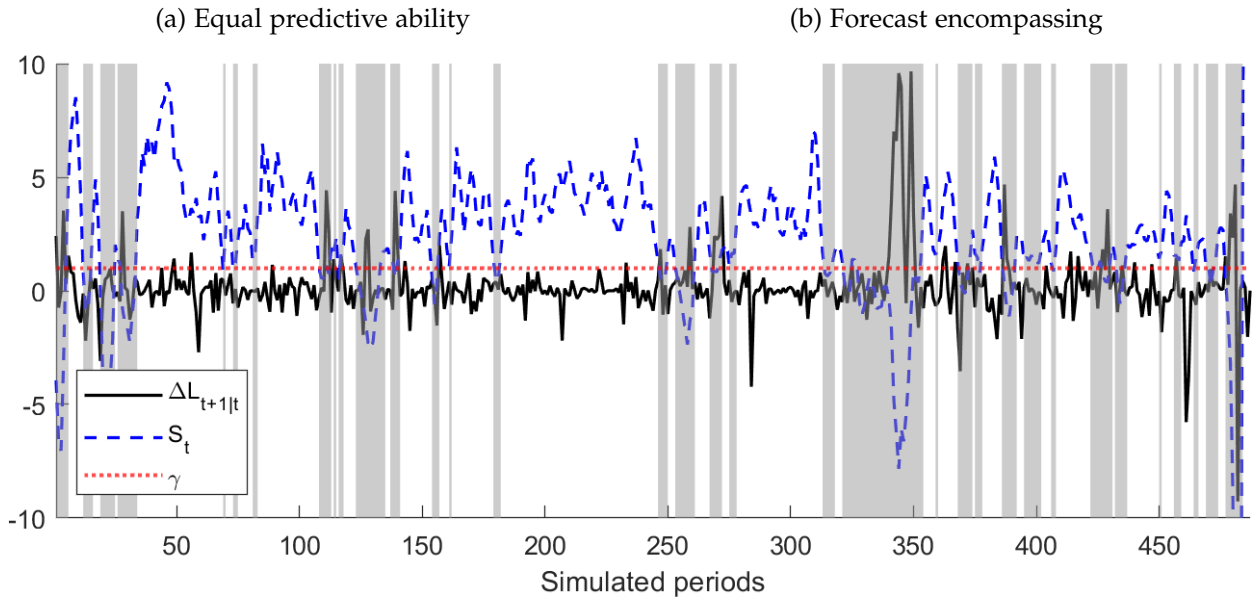 (a) Equal predictive ability
(b) Forecast encompassing
10
5
0
-5
-10
ΔL_{t+1|t}
S_t
γ
50 100 150 200 250 300 350 400 450
Simulated periods